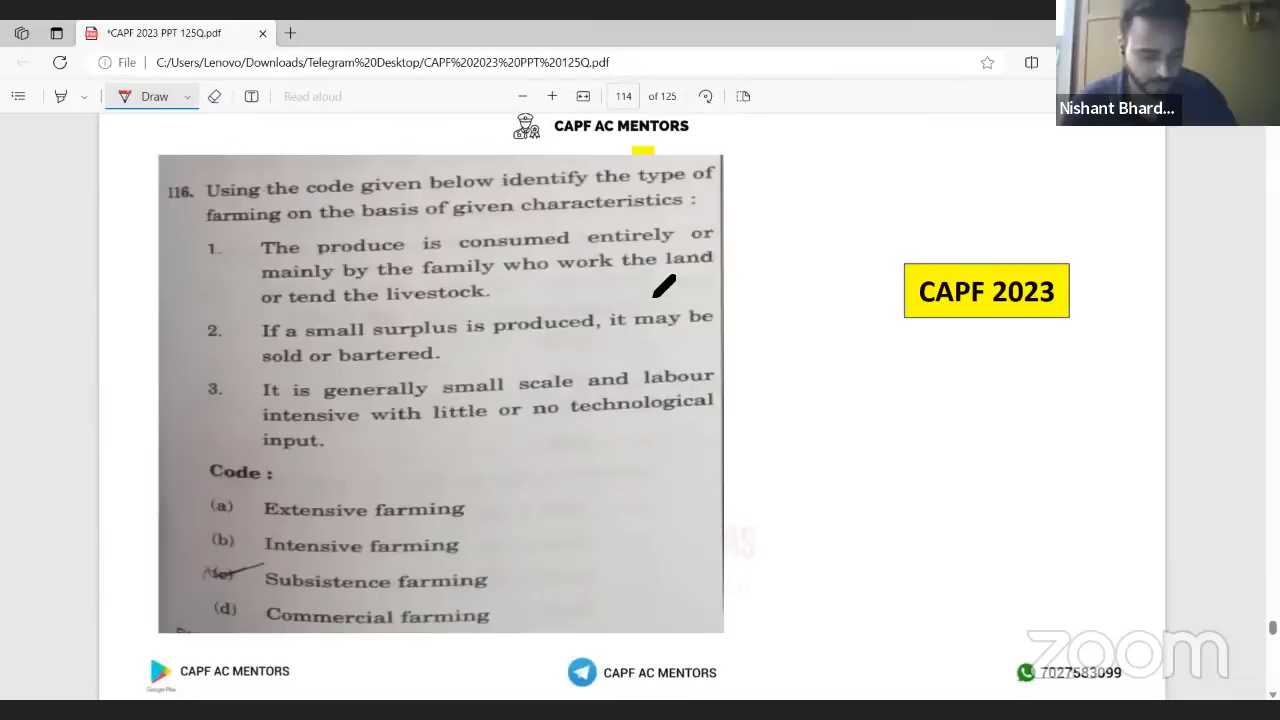 *CAPF 2023 PPT 125Q.pdf
File
C:/Users/Lenovo/Downloads/Telegram%20Desktop/CAPF%202023%20PPT%20125Q.pdf
Draw
Read aloud
114 of 125
Nishant Bhard...
CAPF AC MENTORS
116. Using the code given below identify the type of
farming on the basis of given characteristics :
1. The produce is consumed entirely or
mainly by the family who work the land
or tend the livestock.
2. If a small surplus is produced, it may be
sold or bartered.
3. It is generally small scale and labour
intensive with little or no technological
input.
Code :
(a) Extensive farming
(b) Intensive farming
(c) Subsistence farming
(d) Commercial farming
CAPF 2023
CAPF AC MENTORS
Google Play
CAPF AC MENTORS
7027583099
zoom